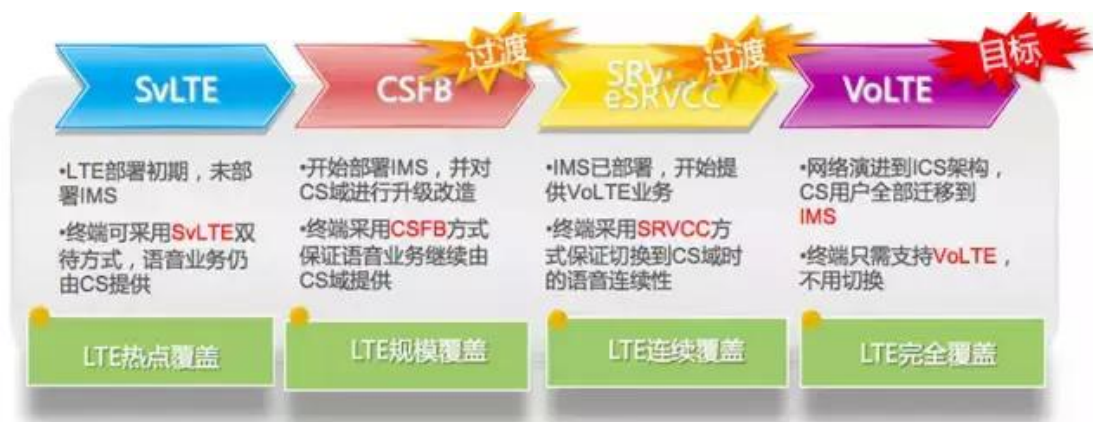 SvLTE
CSFB
过渡
SRV
eSRVCC
过渡
VoLTE
目标
•LTE部署初期，未部
署IMS
•终端可采用SvLTE双
待方式，语音业务仍
由CS提供
•开始部署IMS，并对
CS域进行升级改造
•终端采用CSFB方式
保证语音业务继续由
CS域提供
•IMS已部署，开始提
供VoLTE业务
•终端采用SRVCC方
式保证切换到CS域时
的语音连续性
•网络演进到ICS架构，
CS用户全部迁移到
IMS
•终端只需支持VoLTE，
不用切换
LTE热点覆盖
LTE规模覆盖
LTE连续覆盖
LTE完全覆盖